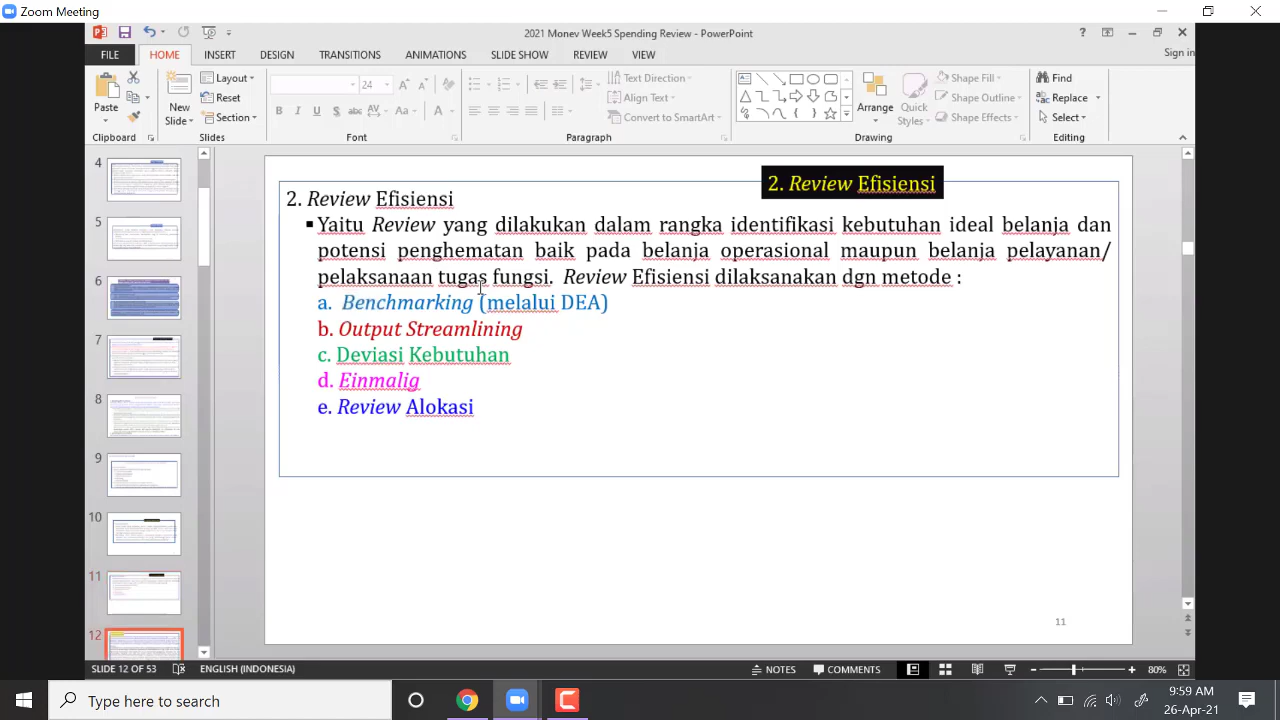 Zoom Meeting
2021 Monev Week5 Spending Review - PowerPoint
FILE HOME INSERT DESIGN TRANSITIONS ANIMATIONS SLIDE SHOW REVIEW VIEW Sign in
Paste
New
Slide
Layout
Reset
Section
24
B I U S abc AV Aa A
Text Direction
Align Text
Convert to SmartArt
Arrange
Quick
Styles
Shape Fill
Shape Outline
Shape Effects
Find
Replace
Select
Clipboard Slides Font Paragraph Drawing Editing
4
5
6
7
8
9
10
11
12
2. Review Efisiensi
2. Review Efisiensi
▪ Yaitu Review yang dilakukan dalam rangka identifikasi kebutuhan ideal belanja dan
potensi penghematan baik pada belanja operasional maupun belanja pelayanan/
pelaksanaan tugas fungsi. Review Efisiensi dilaksanakan dgn metode :
a. Benchmarking (melalui DEA)
b. Output Streamlining
c. Deviasi Kebutuhan
d. Einmalig
e. Review Alokasi
11
SLIDE 12 OF 53 ENGLISH (INDONESIA) NOTES COMMENTS 80%
Type here to search
9:59 AM
26-Apr-21